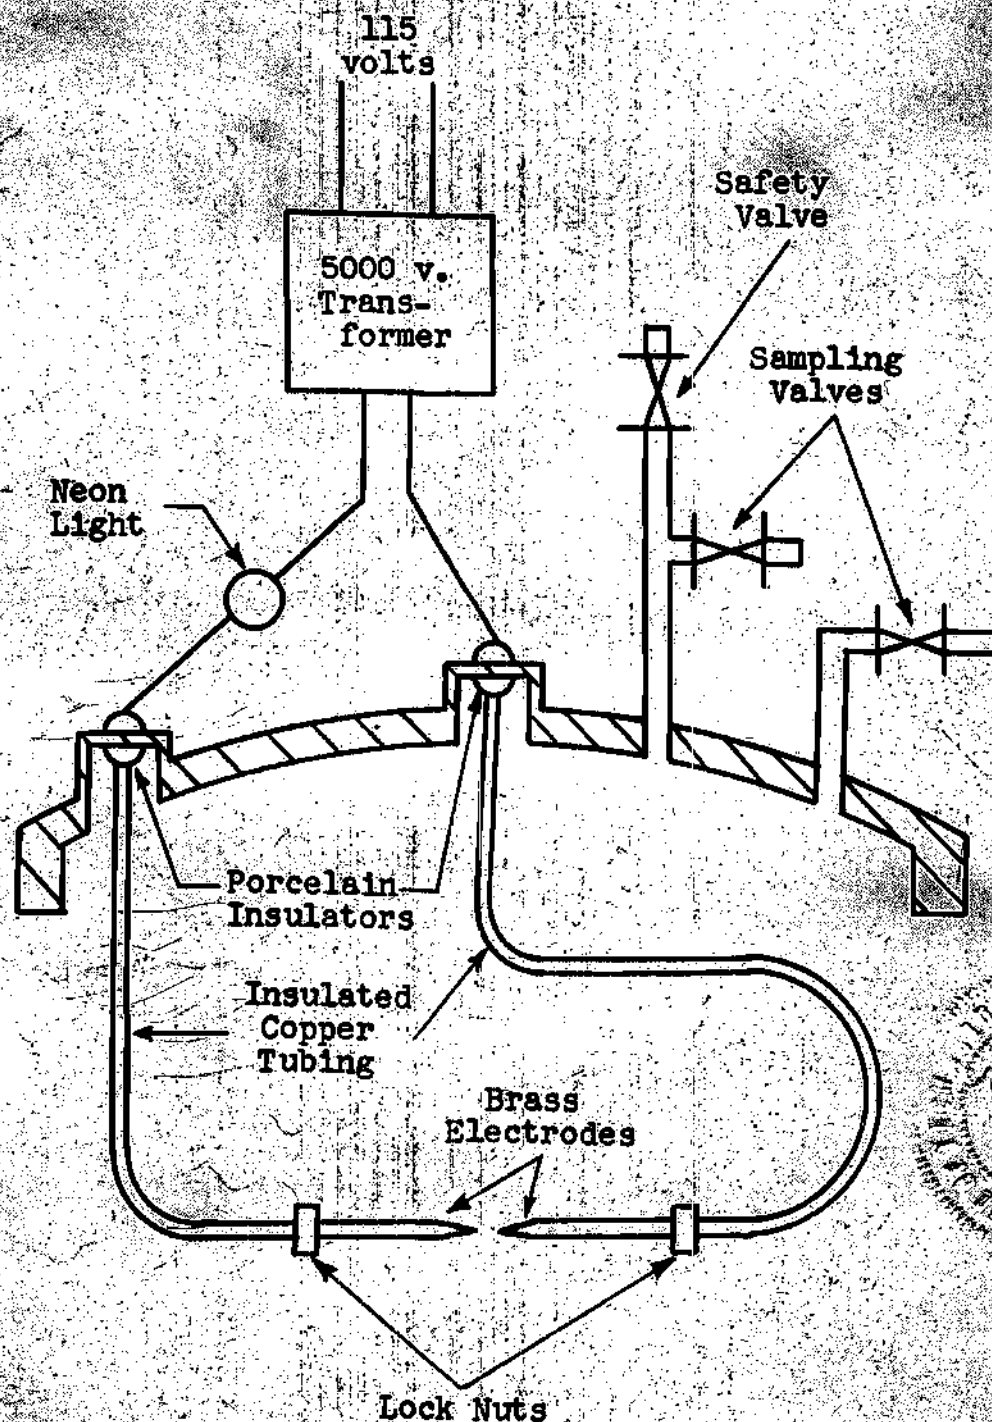 115
volts
Safety
Valve
5000 v.
Trans-
former
Sampling
Valves
Neon
Light
Porcelain
Insulators
Insulated
Copper
Tubing
Brass
Electrodes
Lock Nuts